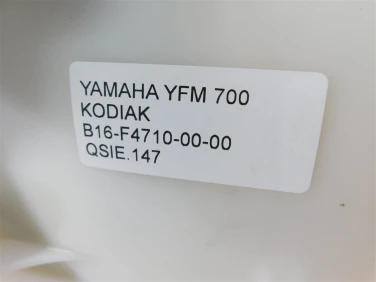 YAMAHA YFM 700
KODIAK
B16-F4710-00-00
QSIE.147